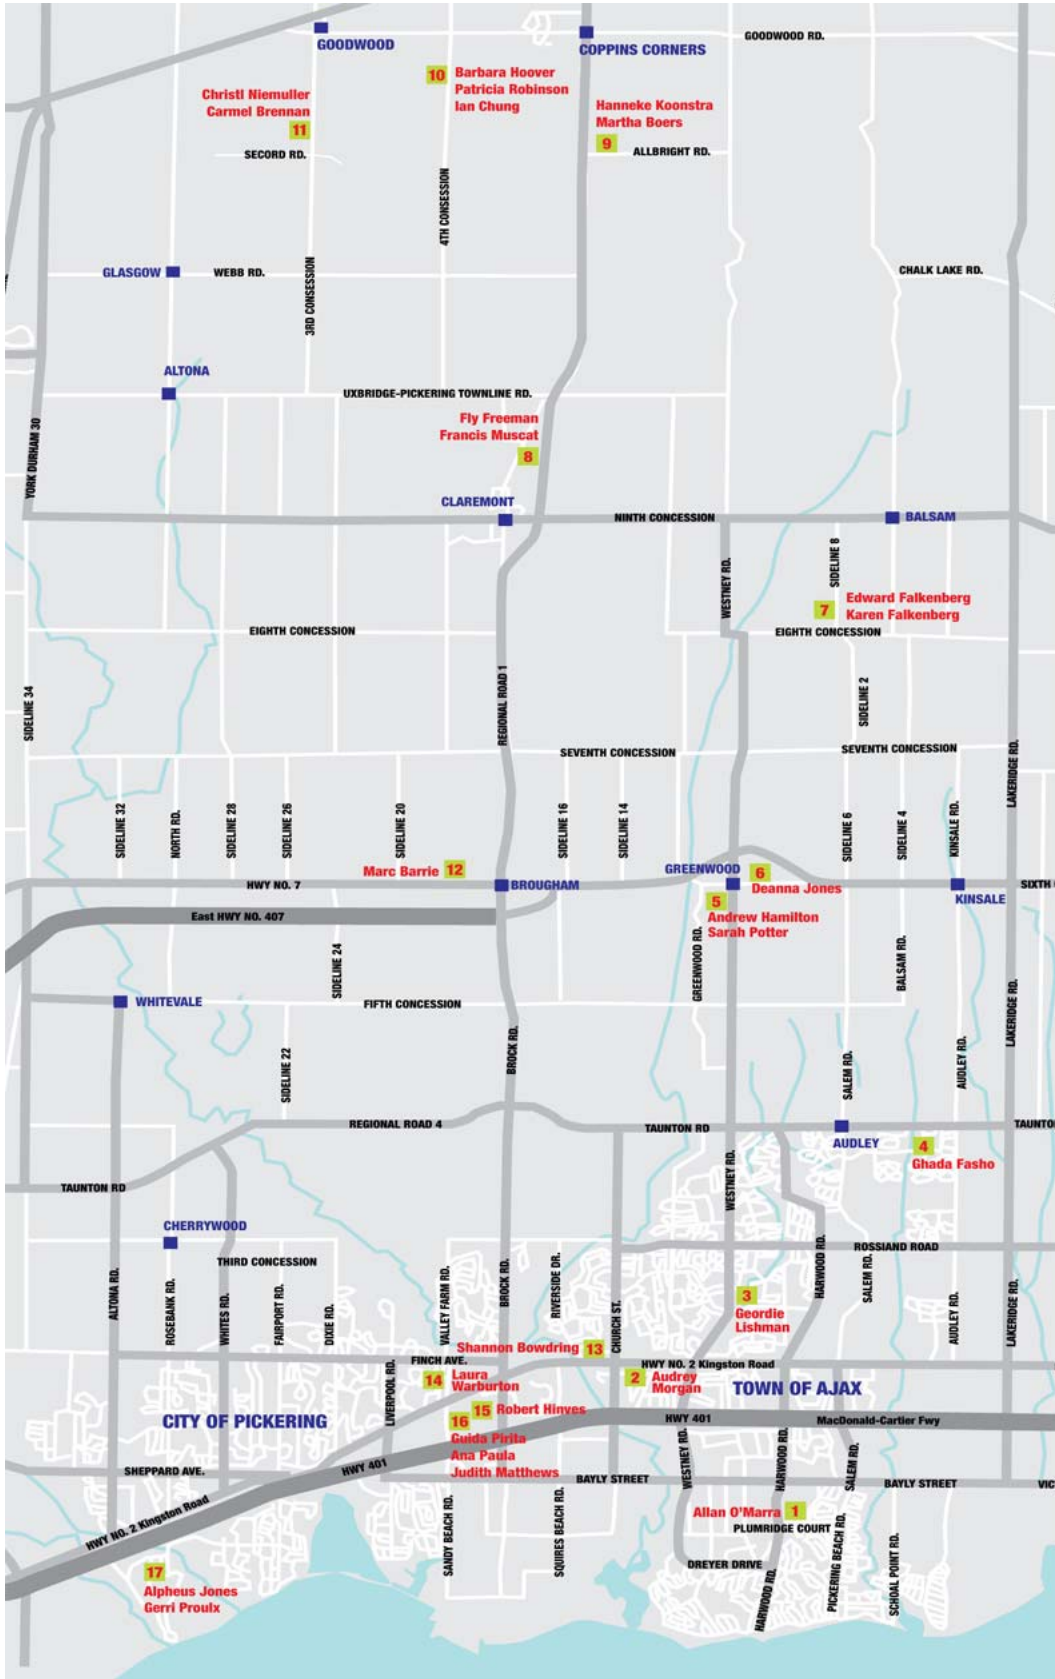 GOODWOOD
COPPINS CORNERS
GOODWOOD RD.
10
Barbara Hoover
Patricia Robinson
Ian Chung
Christl Niemuller
Carmel Brennan
11
Hanneke Koonstra
Martha Boers
9
SECORD RD.
ALLBRIGHT RD.
4TH CONSESSION
GLASGOW
WEBB RD.
CHALK LAKE RD.
3RD CONSESSION
ALTONA
UXBRIDGE-PICKERING TOWNLINE RD.
Fly Freeman
Francis Muscat
8
YORK DURHAM 30
CLAREMONT
NINTH CONCESSION
BALSAM
SIDELINE 8
WESTNEY RD.
7
Edward Falkenberg
Karen Falkenberg
EIGHTH CONCESSION
EIGHTH CONCESSION
SIDELINE 34
REGIONAL ROAD 1
SIDELINE 2
SEVENTH CONCESSION
SEVENTH CONCESSION
LAKERIDGE RD.
SIDELINE 32
NORTH RD.
SIDELINE 28
SIDELINE 26
SIDELINE 20
SIDELINE 16
SIDELINE 14
SIDELINE 6
SIDELINE 4
KINSALE RD.
Marc Barrie
12
GREENWOOD
6
Deanna Jones
HWY NO. 7
BROUGHAM
SIXTH
KINSALE
5
Andrew Hamilton
Sarah Potter
East HWY NO. 407
SIDELINE 24
GREENWOOD RD.
BALSAM RD.
LAKERIDGE RD.
WHITEVALE
FIFTH CONCESSION
SIDELINE 22
BROCK RD.
SALEM RD.
AUDLEY RD.
REGIONAL ROAD 4
TAUNTON RD
TAUNTO
AUDLEY
4
Ghada Fasho
TAUNTON RD
WESTNEY RD.
CHERRYWOOD
THIRD CONCESSION
ROSSIAND ROAD
ALTONA RD.
ROSEBANK RD.
WHITES RD.
FAIRPORT RD.
DIXIE RD.
VALLEY FARM RD.
BROCK RD.
RIVERSIDE DR.
CHURCH ST.
HARWOOD RD.
SALEM RD.
AUDLEY RD.
LAKERIDGE RD.
3
Geordie
Lishman
Shannon Bowdring
13
FINCH AVE.
HWY NO. 2 Kingston Road
14
Laura
Warburton
2
Audrey
Morgan
TOWN OF AJAX
LIVERPOOL RD.
CITY OF PICKERING
15
Robert Hinves
16
Guida Pirita
Ana Paula
Judith Matthews
HWY 401
MacDonald-Cartier Fwy
SHEPPARD AVE.
HWY 401
BAYLY STREET
WESTNEY RD.
HARWOOD RD.
SALEM RD.
BAYLY STREET
VIC
HWY NO. 2 Kingston Road
SANDY BEACH RD.
SQUIRES BEACH RD.
Allan O'Marra
1
PLUMRIDGE COURT
PICKERING BEACH RD.
SCHOAL POINT RD.
DREYER DRIVE
HARWOOD RD.
17
Alpheus Jones
Gerri Proulx